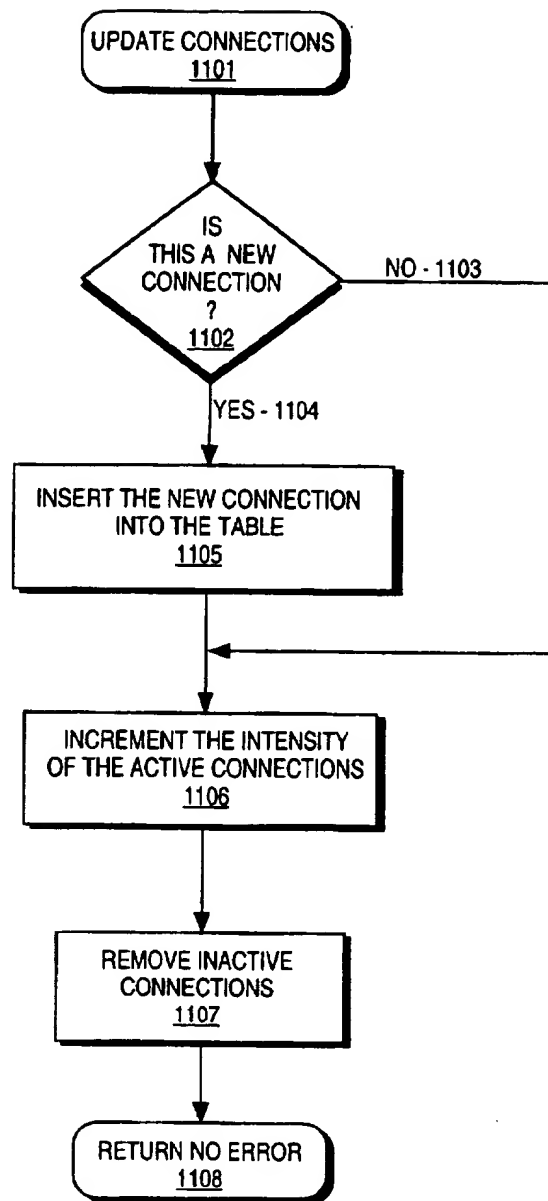 UPDATE CONNECTIONS
1101
IS
THIS A NEW
CONNECTION
?
1102
NO - 1103
YES - 1104
INSERT THE NEW CONNECTION
INTO THE TABLE
1105
INCREMENT THE INTENSITY
OF THE ACTIVE CONNECTIONS
1106
REMOVE INACTIVE
CONNECTIONS
1107
RETURN NO ERROR
1108